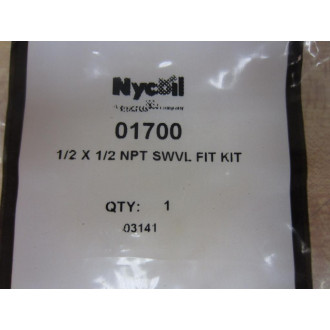 Nycoil
01700
1/2 X 1/2 NPT SWVL FIT KIT
QTY: 1
03141